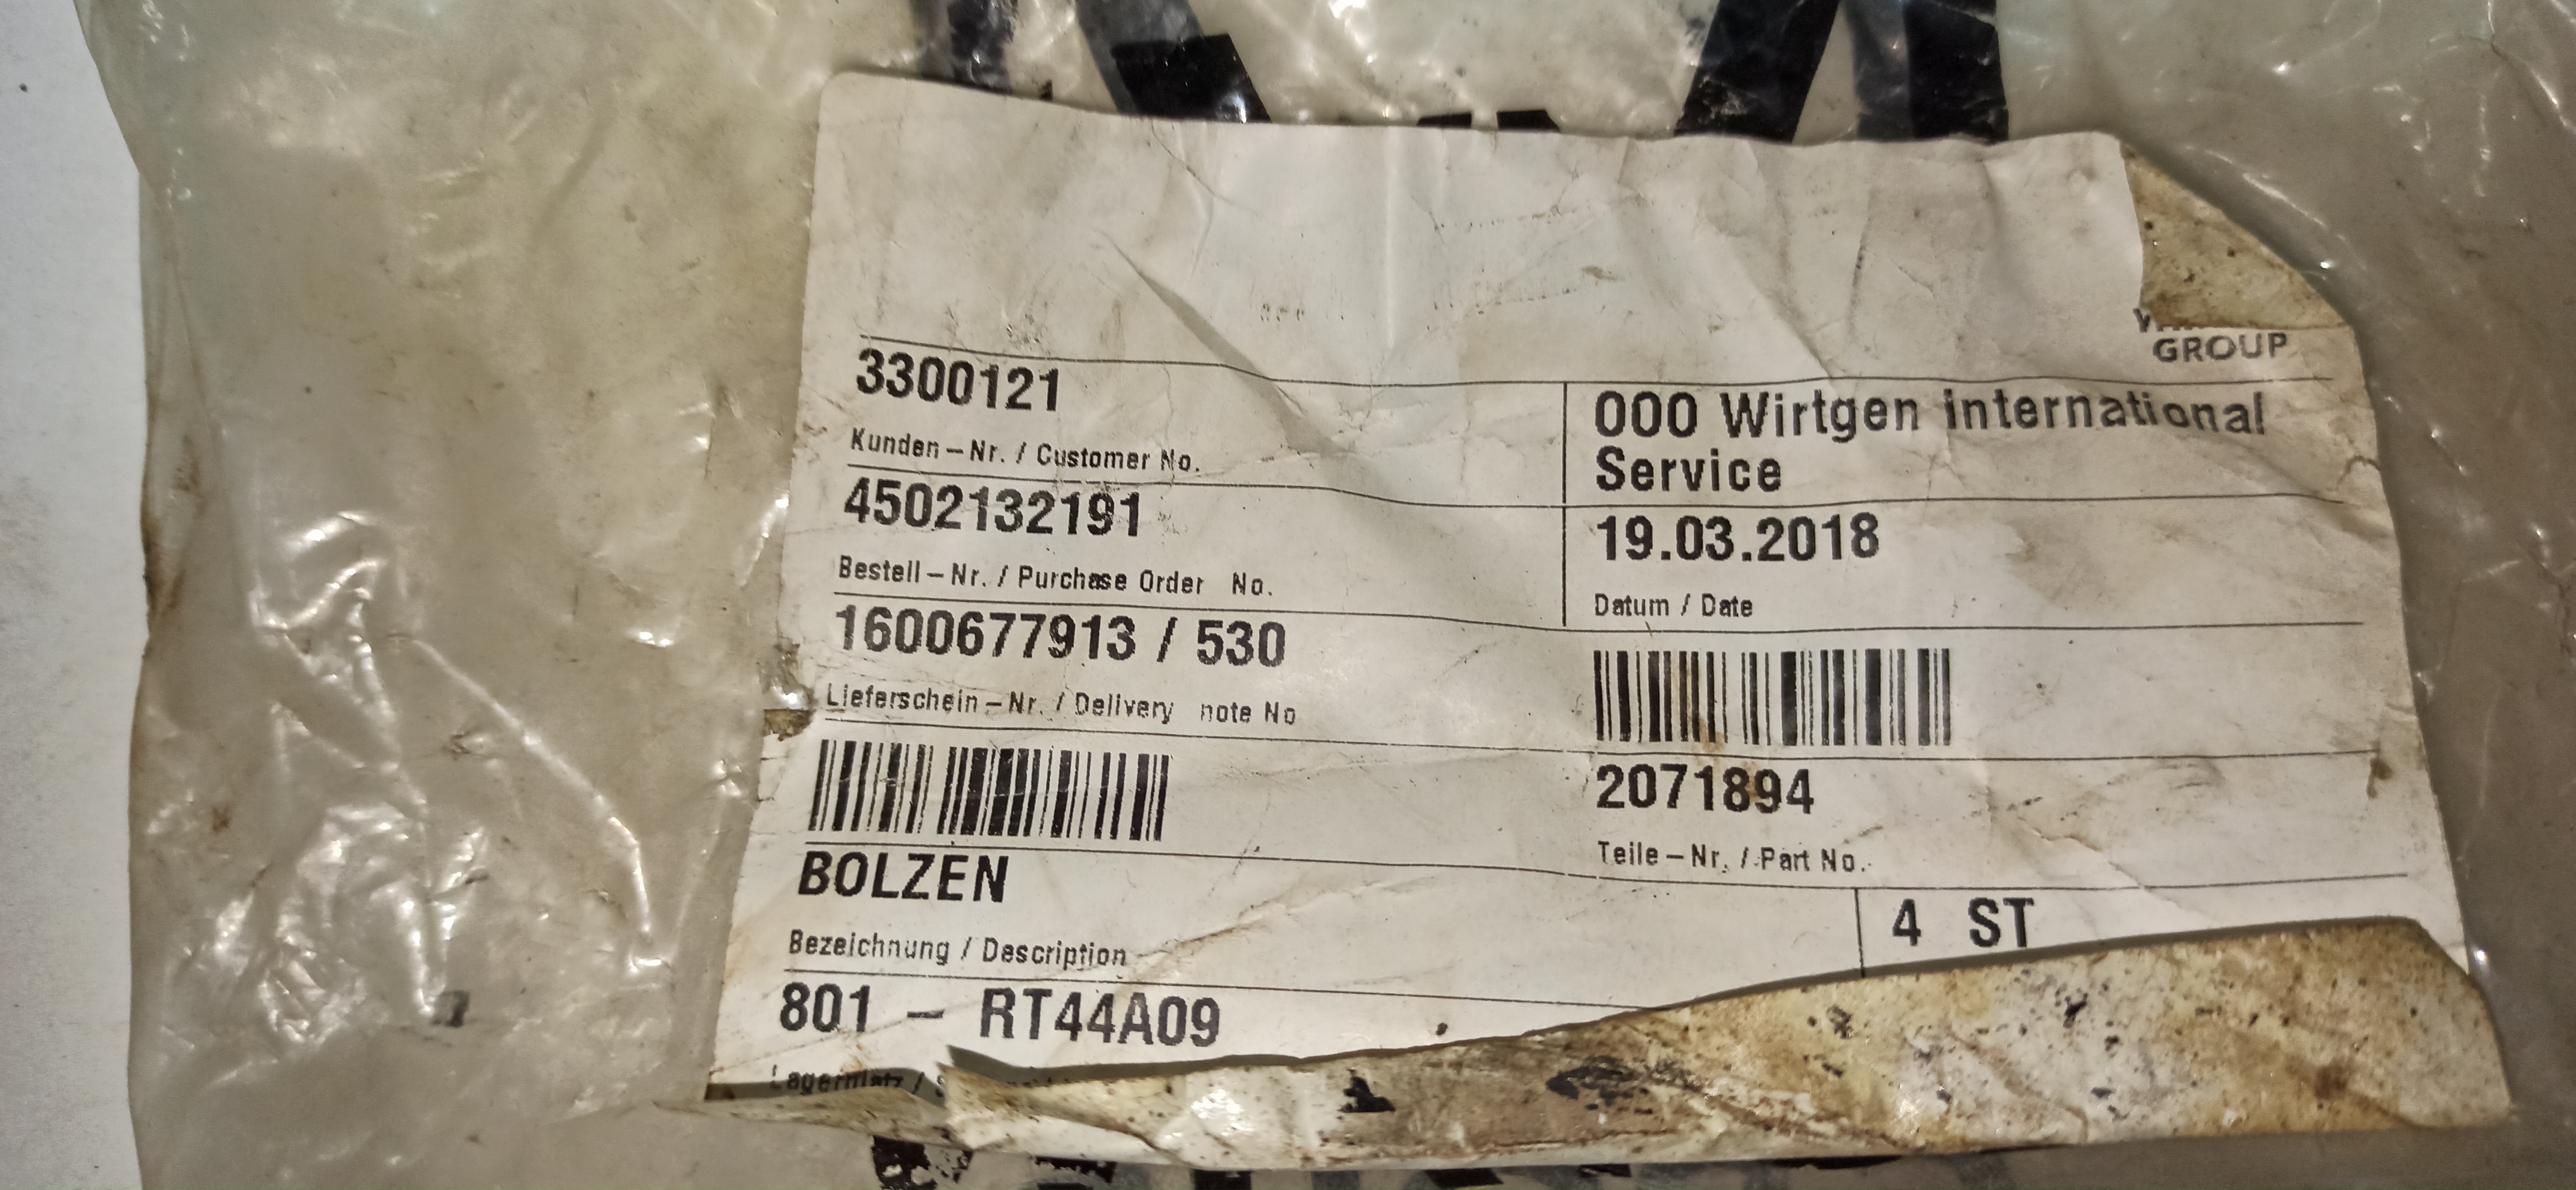 GROUP
3300121
Kunden-Nr. / Customer No.
OOO Wirtgen international
Service
4502132191
Bestell-Nr. / Purchase Order No.
19.03.2018
Datum / Date
1600677913 / 530
Lieferschein-Nr. / Delivery note No
2071894
Teile-Nr. / Part No.
BOLZEN
Bezeichnung / Description
4 ST
801 - RT44A09
Lagerplatz /